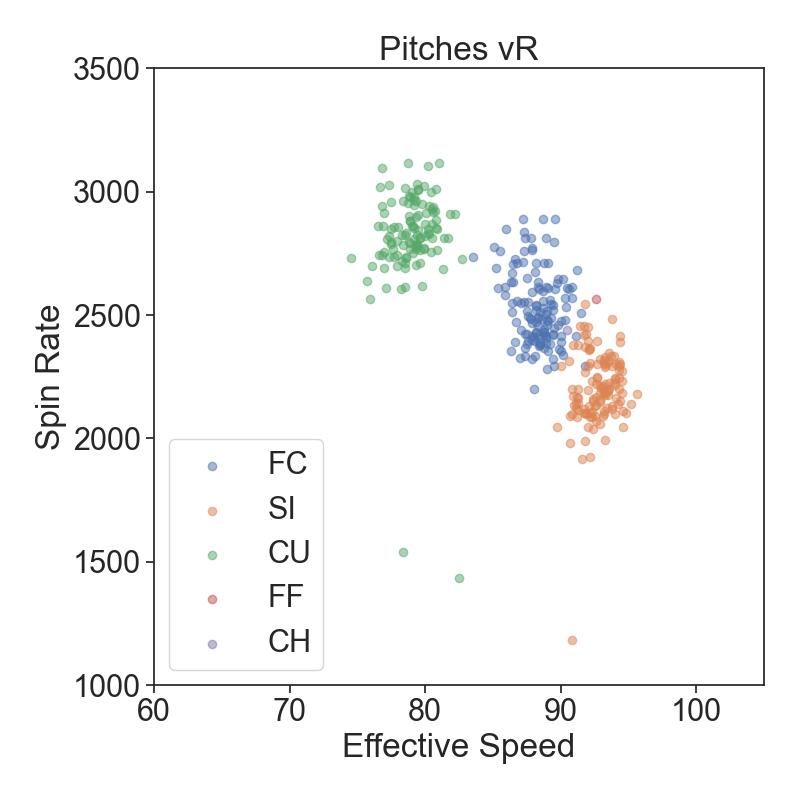 Pitches vR
3500
3000
2500
2000
1500
1000
Spin Rate
FC
SI
CU
FF
CH
60 70 80 90 100
Effective Speed